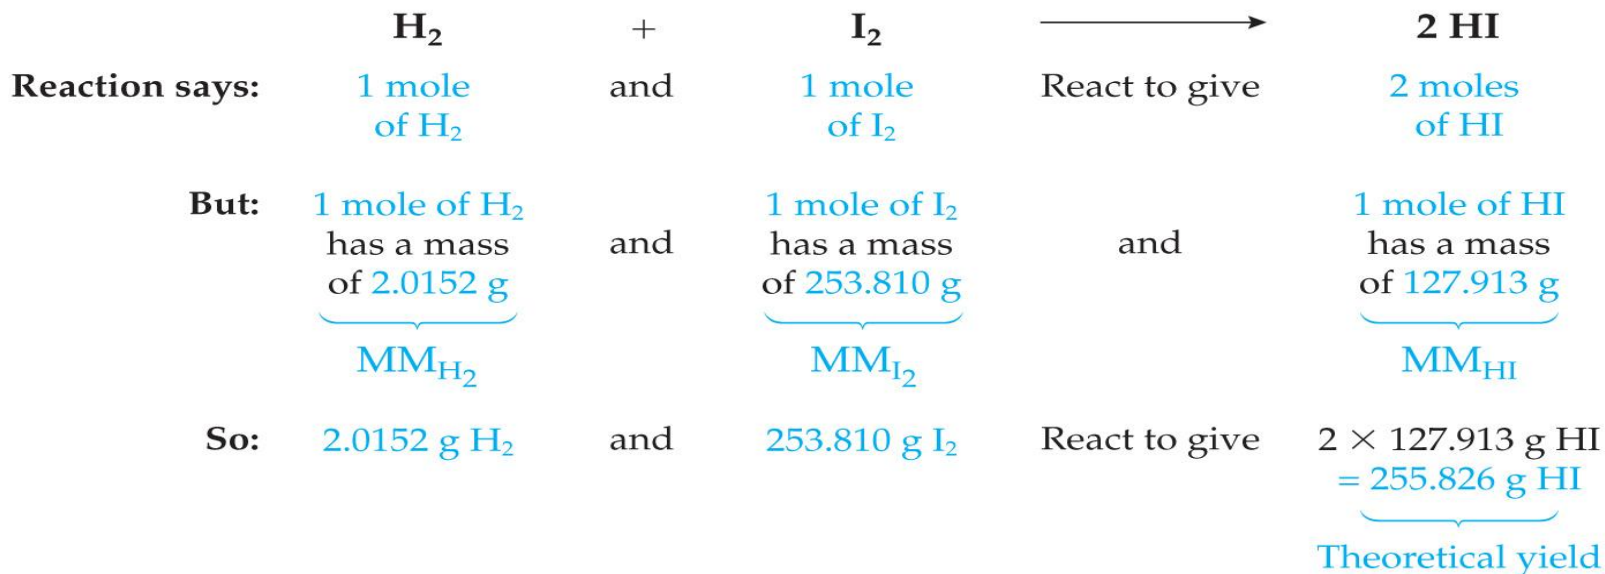 H₂ + I₂ ⟶ 2 HI
Reaction says: 1 mole and 1 mole React to give 2 moles
of H₂ of I₂ of HI
But: 1 mole of H₂ 1 mole of I₂ 1 mole of HI
has a mass and has a mass and has a mass
of 2.0152 g of 253.810 g of 127.913 g
MM_H₂ MM_I₂ MM_HI
So: 2.0152 g H₂ and 253.810 g I₂ React to give 2 × 127.913 g HI
= 255.826 g HI
Theoretical yield